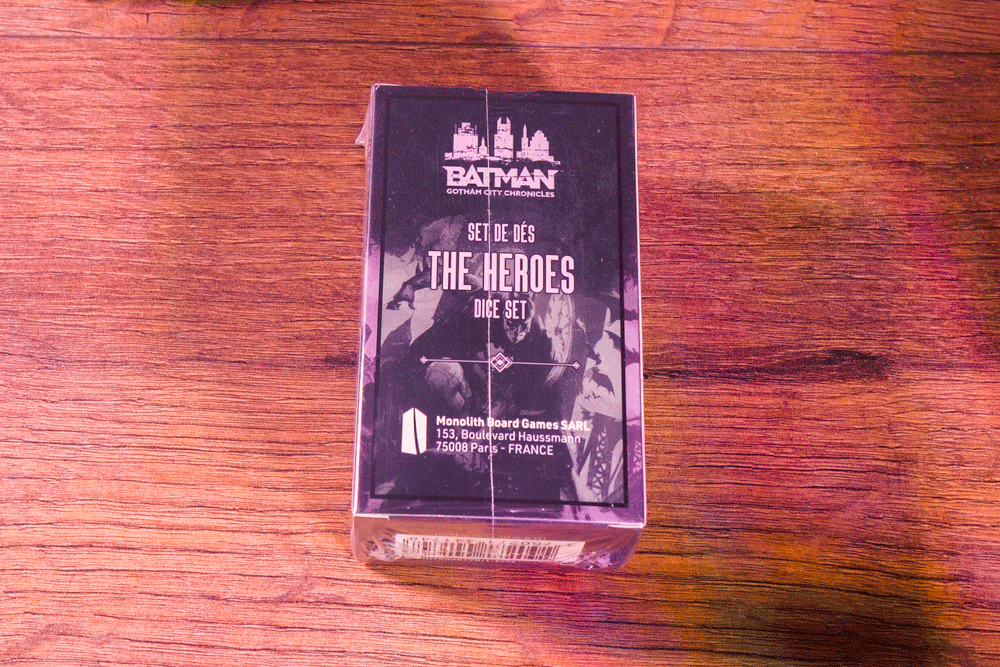 BATMAN
GOTHAM CITY CHRONICLES
SET DE DÉS
THE HEROES
DICE SET
Monolith Board Games SARL
153, Boulevard Haussmann
75008 Paris - FRANCE